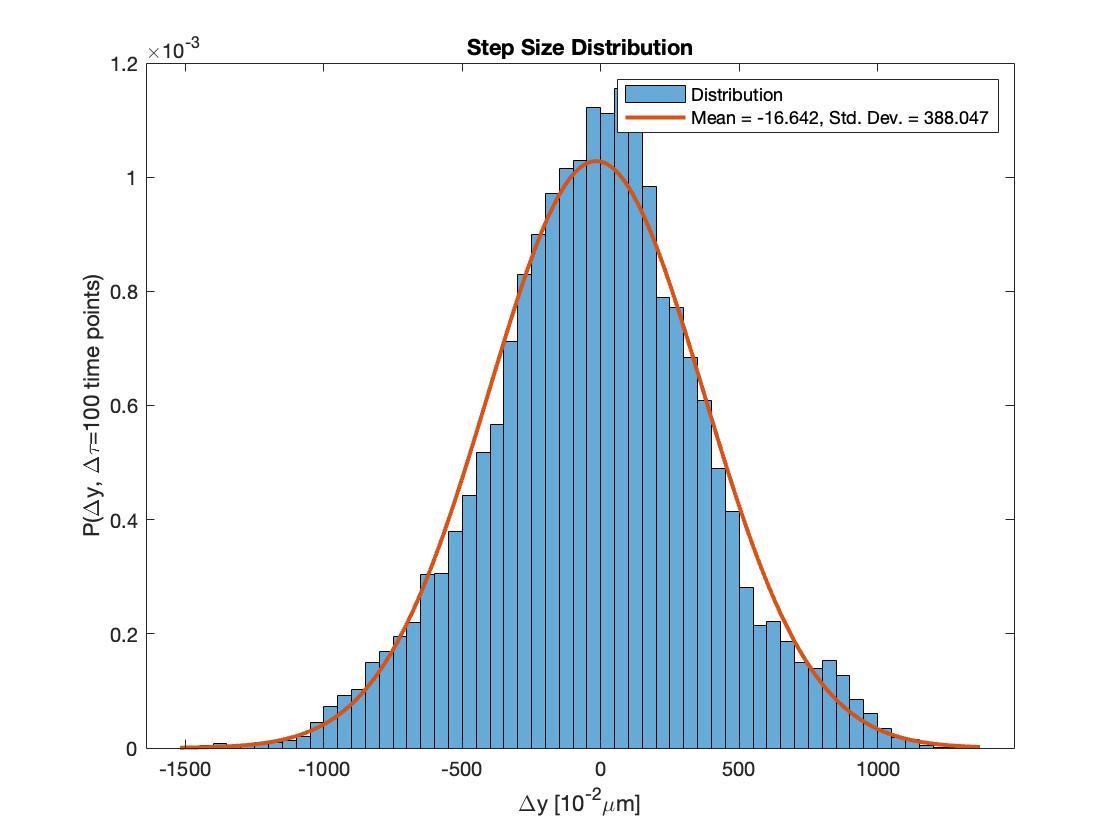 Step Size Distribution
×10⁻³
1.2
1
0.8
0.6
0.4
0.2
0
P(Δy, Δτ=100 time points)
Distribution
Mean = -16.642, Std. Dev. = 388.047
-1500 -1000 -500 0 500 1000
Δy [10⁻²μm]